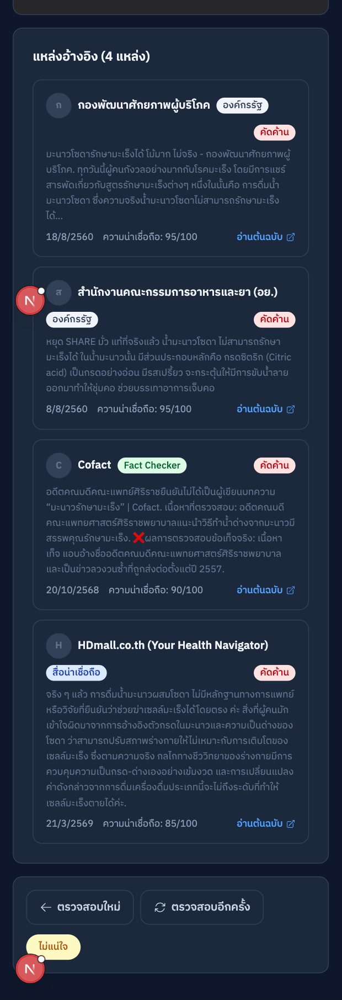 แหล่งอ้างอิง (4 แหล่ง)
ก
กองพัฒนาศักยภาพผู้บริโภค
องค์กรรัฐ
คัดค้าน
มะนาวโซดารักษามะเร็งได้ โม้มาก ไม่จริง - กองพัฒนาศักยภาพผู้
บริโภค. ทุกวันนี้ผู้คนกังวลอย่างมากกับโรคมะเร็ง โดยมีการแชร์
สารพัดเกี่ยวกับสูตรรักษามะเร็งต่างๆ หนึ่งในนั้นคือ การดื่มน้ำ
มะนาวโซดา ซึ่งความจริงน้ำมะนาวโซดาไม่สามารถรักษามะเร็ง
ได้...
18/8/2560 ความน่าเชื่อถือ: 95/100 อ่านต้นฉบับ
N
ส
สำนักงานคณะกรรมการอาหารและยา (อย.)
องค์กรรัฐ
คัดค้าน
หยุด SHARE มั่ว แท้ที่จริงแล้ว น้ำมะนาวโซดา ไม่สามารถรักษา
มะเร็งได้ ในน้ำมะนาวนั้น มีส่วนประกอบหลักคือ กรดซิตริก (Citric
acid) เป็นกรดอย่างอ่อน มีรสเปรี้ยว จะกระตุ้นให้มีการขับน้ำลาย
ออกมาทำให้ชุ่มคอ ช่วยบรรเทาอาการเจ็บคอ
8/8/2560 ความน่าเชื่อถือ: 95/100 อ่านต้นฉบับ
C
Cofact
Fact Checker
คัดค้าน
อดีตคณบดีคณะแพทย์ศิริราชยืนยันไม่ได้เป็นผู้เขียนบทความ
“มะนาวรักษามะเร็ง” | Cofact. เนื้อหาที่ตรวจสอบ: อดีตคณบดี
คณะแพทยศาสตร์ศิริราชพยาบาลแนะนำวิธีทำน้ำด่างจากมะนาวมี
สรรพคุณรักษามะเร็ง. ❌ผลการตรวจสอบข้อเท็จจริง: เนื้อหา
เท็จ แอบอ้างชื่ออดีตคณบดีคณะแพทยศาสตร์ศิริราชพยาบาล
และเป็นข่าวลวงวนซ้ำที่ถูกส่งต่อตั้งแต่ปี 2557.
20/10/2568 ความน่าเชื่อถือ: 90/100 อ่านต้นฉบับ
H
HDmall.co.th (Your Health Navigator)
สื่อน่าเชื่อถือ
คัดค้าน
จริง ๆ แล้ว การดื่มน้ำมะนาวผสมโซดา ไม่มีหลักฐานทางการแพทย์
หรือวิจัยที่ยืนยันว่าช่วยฆ่าเซลล์มะเร็งได้โดยตรง ค่ะ สิ่งที่ผู้คนมัก
เข้าใจผิดมาจากการอ้างอิงตัวกรดในมะนาวและความเป็นด่างของ
โซดา ว่าสามารถปรับสภาพร่างกายให้ไม่เหมาะกับการเติบโตของ
เซลล์มะเร็ง ซึ่งตามความจริง กลไกทางชีววิทยาของร่างกายมีการ
ควบคุมความเป็นกรด-ด่างเองอย่างเข้มงวด และการเปลี่ยนแปลง
ค่าดังกล่าวจากการดื่มเครื่องดื่มประเภทนี้จะไม่ถึงระดับที่ทำให้
เซลล์มะเร็งตายได้ค่ะ.
21/3/2569 ความน่าเชื่อถือ: 85/100 อ่านต้นฉบับ
ตรวจสอบใหม่
ตรวจสอบอีกครั้ง
ไม่แน่ใจ
N